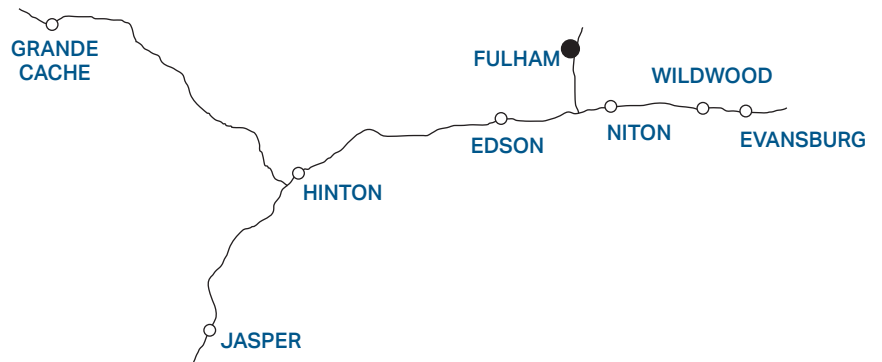 GRANDE
CACHE
FULHAM
WILDWOOD
EDSON
NITON
EVANSBURG
HINTON
JASPER